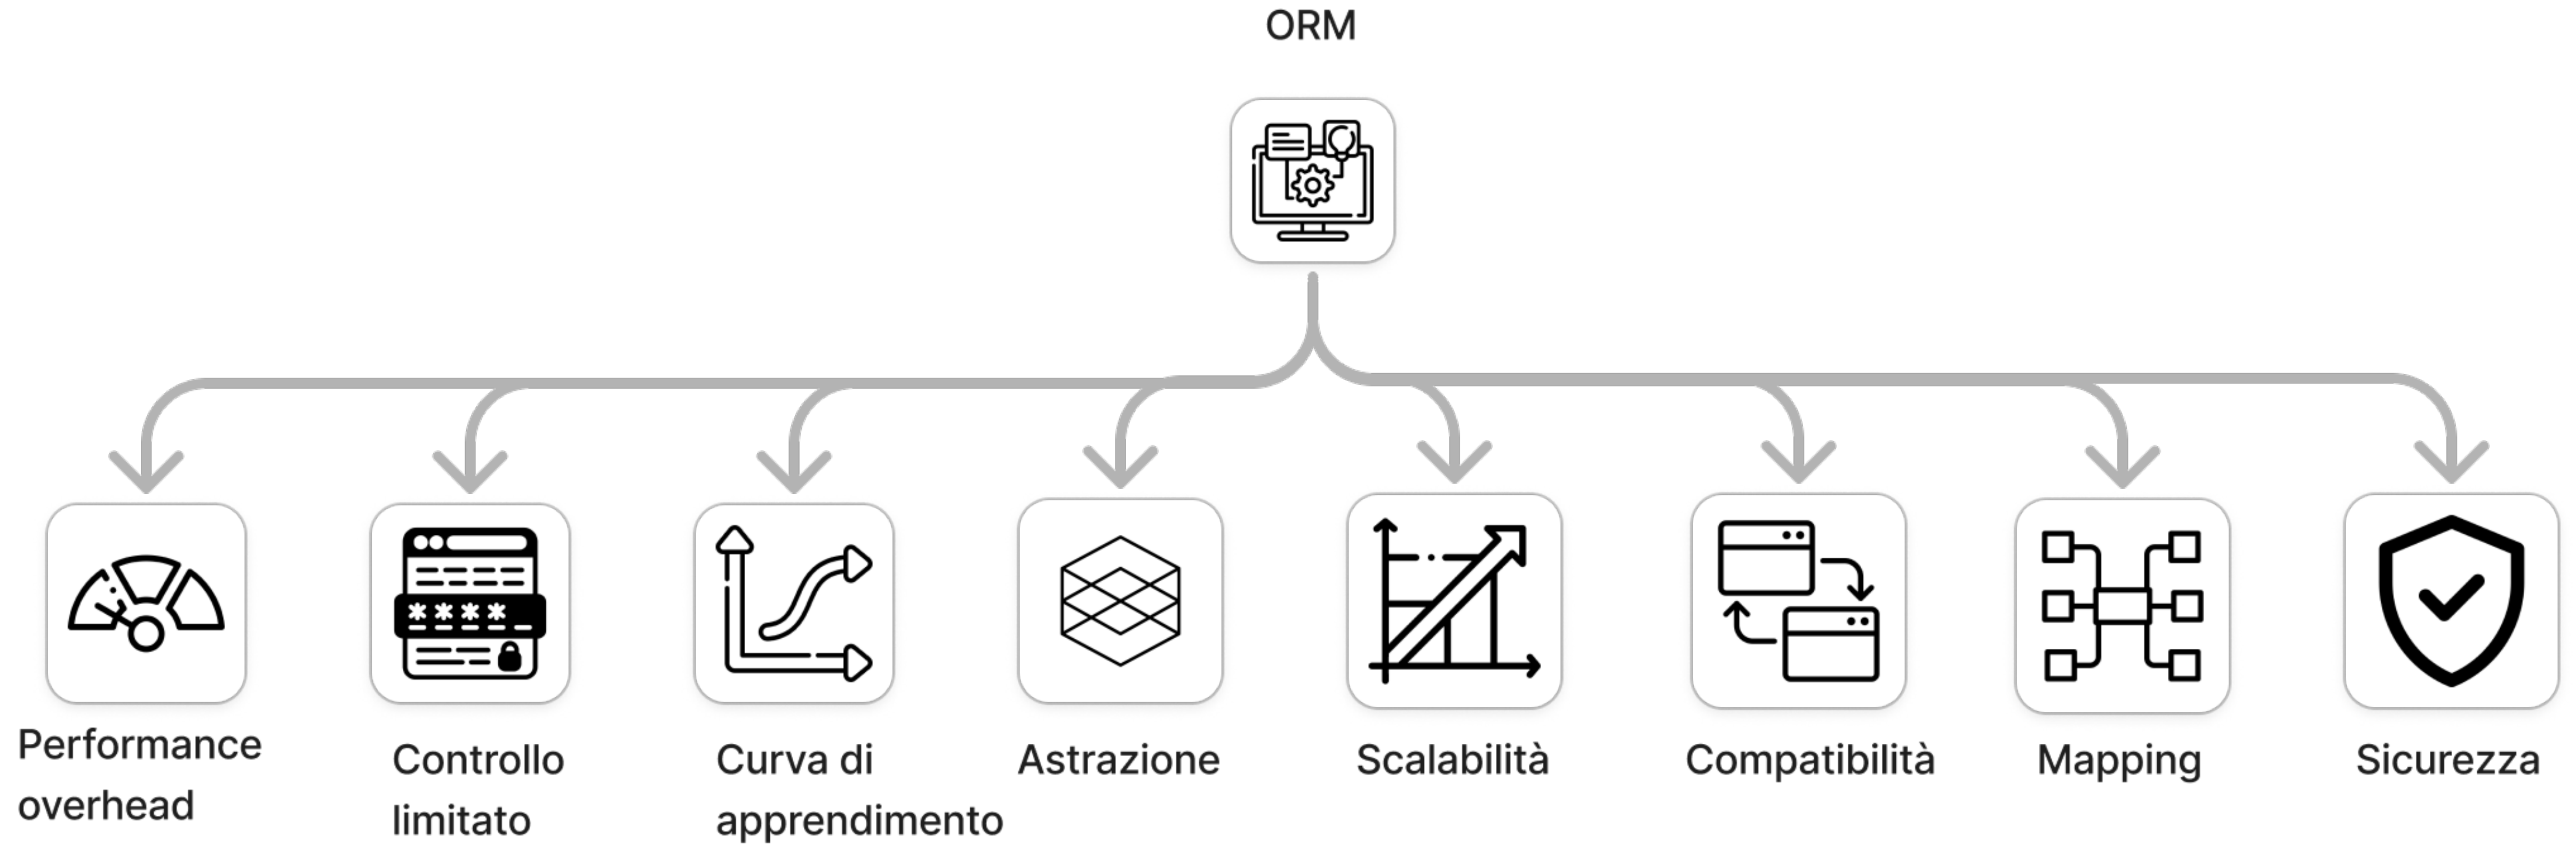 ORM
Performance
overhead
Controllo
limitato
Curva di
apprendimento
Astrazione
Scalabilità
Compatibilità
Mapping
Sicurezza